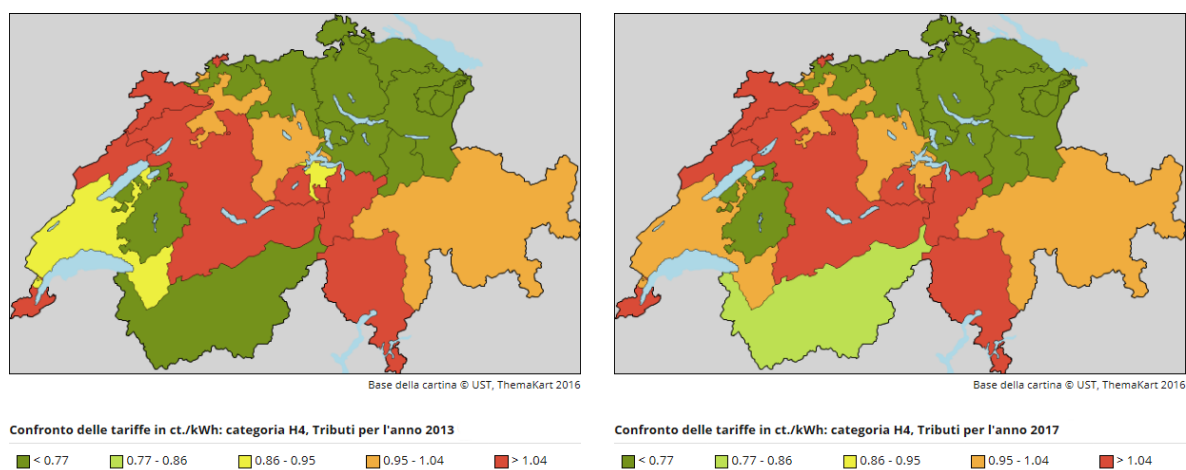 Base della cartina © UST, ThemaKart 2016
Confronto delle tariffe in ct./kWh: categoria H4, Tributi per l'anno 2013
< 0.77 0.77 - 0.86 0.86 - 0.95 0.95 - 1.04 > 1.04
Base della cartina © UST, ThemaKart 2016
Confronto delle tariffe in ct./kWh: categoria H4, Tributi per l'anno 2017
< 0.77 0.77 - 0.86 0.86 - 0.95 0.95 - 1.04 > 1.04